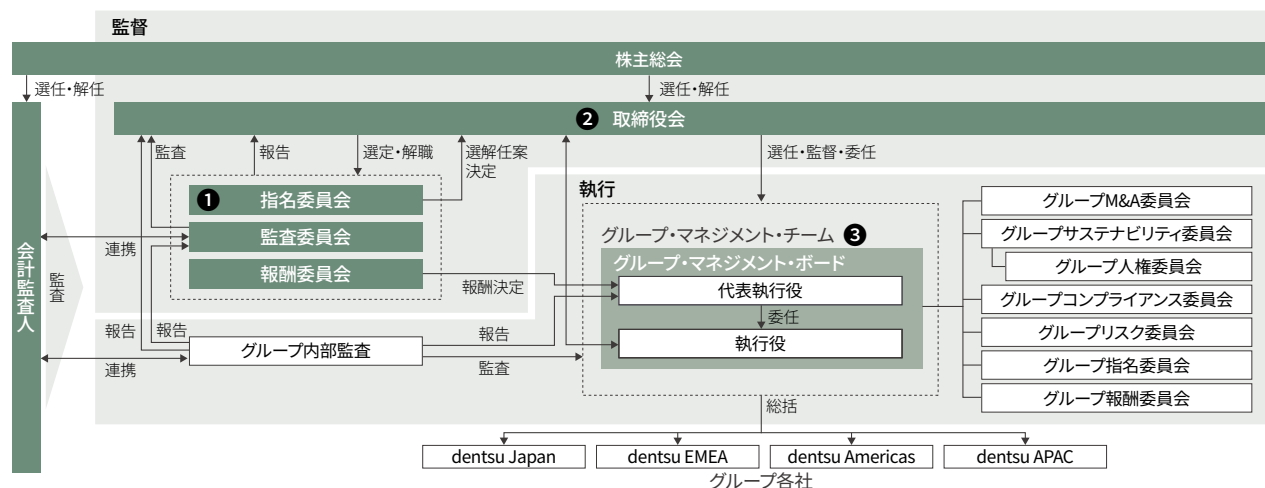 監督
株主総会
選任・解任
選任・解任
❷ 取締役会
監査
報告
選定・解職
選解任案
決定
選任・監督・委任
❶ 指名委員会
監査委員会
報酬委員会
連携
会計監査人
監査
報酬決定
執行
グループ・マネジメント・チーム ❸
グループ・マネジメント・ボード
代表執行役
委任
執行役
報告
報告
グループ内部監査
報告
監査
連携
グループM&A委員会
グループサステナビリティ委員会
グループ人権委員会
グループコンプライアンス委員会
グループリスク委員会
グループ指名委員会
グループ報酬委員会
総括
dentsu Japan
dentsu EMEA
dentsu Americas
dentsu APAC
グループ各社